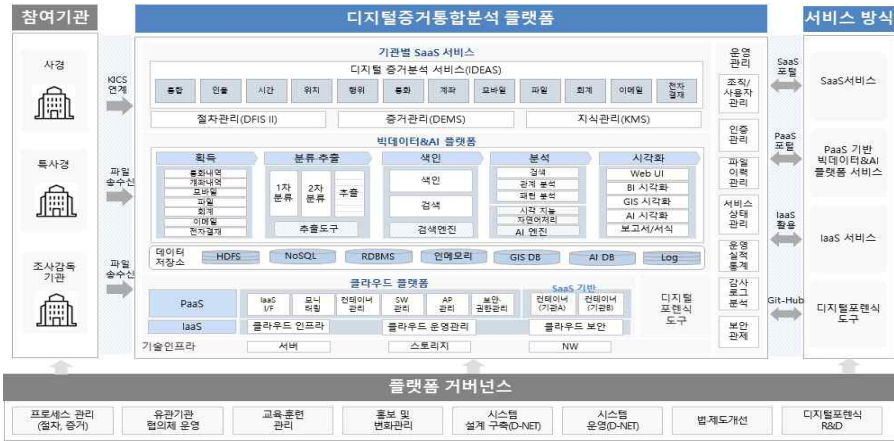 참여기관
디지털증거통합분석 플랫폼
서비스 방식
사경
특사경
조사감독
기관
KICS
연계
파일
송수신
파일
송수신
기관별 SaaS 서비스
디지털 증거분석 서비스(IDEAS)
통합 인물 시간 위치 행위 통화 계좌 모바일 파일 회계 이메일 전자
결재
절차관리(DFIS II) 증거관리(DEMS) 지식관리(KMS)
빅데이터&AI 플랫폼
획득 분류·추출 색인 분석 시각화
통화내역
계좌내역
모바일
파일
회계
이메일
전자결재
1차
분류
2차
분류
추출
추출도구
색인
검색
검색엔진
검색
관계 분석
패턴 분석
시각 지능
자연어처리
AI 엔진
Web UI
BI 시각화
GIS 시각화
AI 시각화
보고서/서식
데이터
저장소
HDFS NoSQL RDBMS 인메모리 GIS DB AI DB Log
클라우드 플랫폼
SaaS 기반
PaaS
IaaS
I/F
모니
터링
컨테이너
관리
SW
관리
AP
관리
보안·
권한관리
컨테이너
(기관A)
컨테이너
(기관B)
IaaS 클라우드 인프라 클라우드 운영관리 클라우드 보안
디지털
포렌식
도구
기술인프라 서버 스토리지 NW
운영
관리
조직/
사용자
관리
인증
관리
파일
이력
관리
서비스
상태
관리
운영
실적
통계
감사
로그
분석
보안
관제
SaaS
포털
PaaS
포털
IaaS
활용
Git-Hub
SaaS서비스
PaaS 기반
빅데이터&AI
플랫폼 서비스
IaaS 서비스
디지털포렌식
도구
플랫폼 거버넌스
프로세스 관리
(절차, 증거)
유관기관
협의체 운영
교육·훈련
관리
홍보 및
변화관리
시스템
설계 구축(D-NET)
시스템
운영(D-NET)
법·제도개선
디지털포렌식
R&D